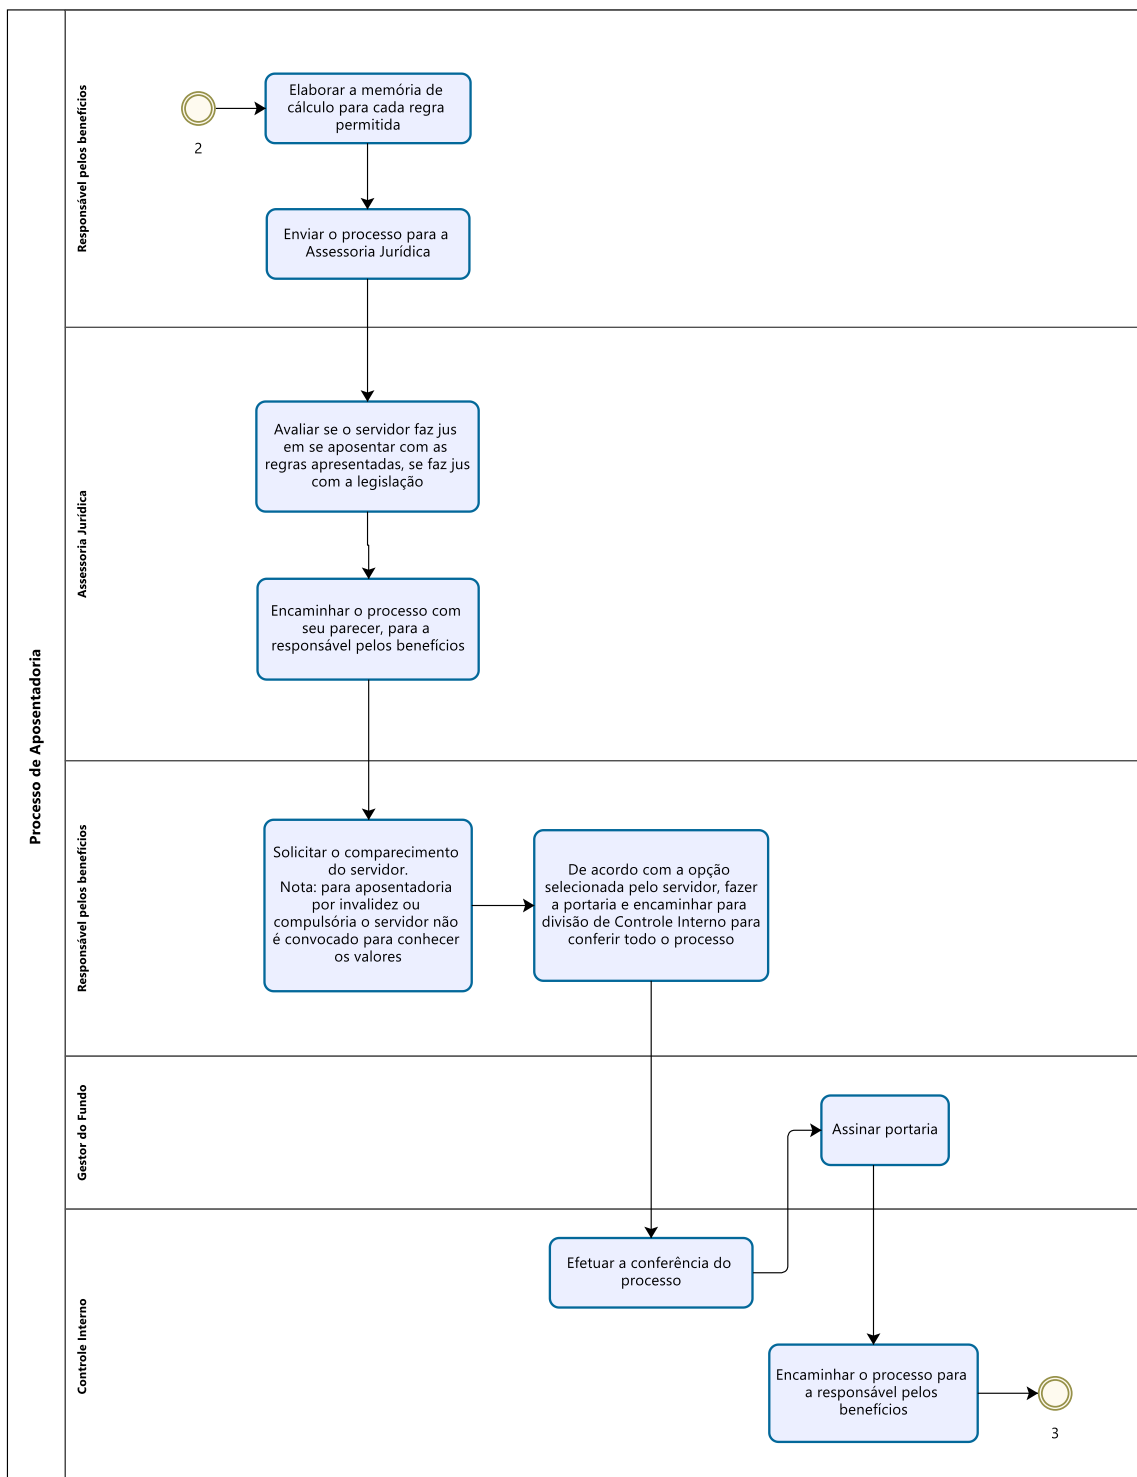 Processo de Aposentadoria
Responsável pelos benefícios
2
Elaborar a memória de
cálculo para cada regra
permitida
Enviar o processo para a
Assessoria Jurídica
Assessoria Jurídica
Avaliar se o servidor faz jus
em se aposentar com as
regras apresentadas, se faz jus
com a legislação
Encaminhar o processo com
seu parecer, para a
responsável pelos benefícios
Responsável pelos benefícios
Solicitar o comparecimento
do servidor.
Nota: para aposentadoria
por invalidez ou
compulsória o servidor não
é convocado para conhecer
os valores
De acordo com a opção
selecionada pelo servidor, fazer
a portaria e encaminhar para
divisão de Controle Interno para
conferir todo o processo
Gestor do Fundo
Assinar portaria
Controle Interno
Efetuar a conferência do
processo
Encaminhar o processo para
a responsável pelos
benefícios
3